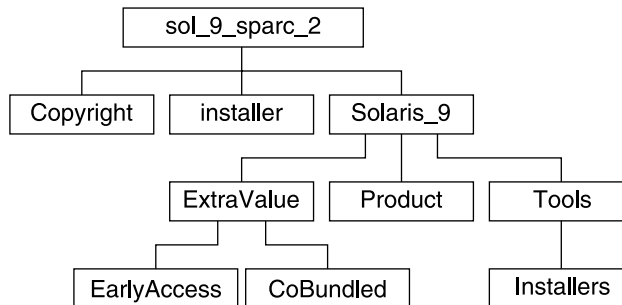 sol_9_sparc_2
Copyright
installer
Solaris_9
ExtraValue
Product
Tools
EarlyAccess
CoBundled
Installers